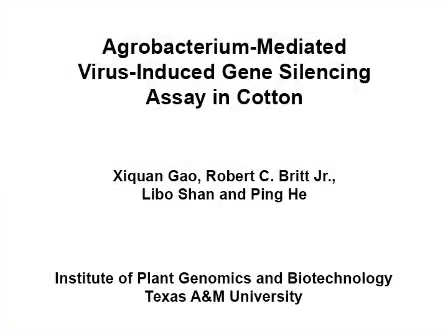 Agrobacterium-Mediated
Virus-Induced Gene Silencing
Assay in Cotton
Xiquan Gao, Robert C. Britt Jr.,
Libo Shan and Ping He
Institute of Plant Genomics and Biotechnology
Texas A&M University